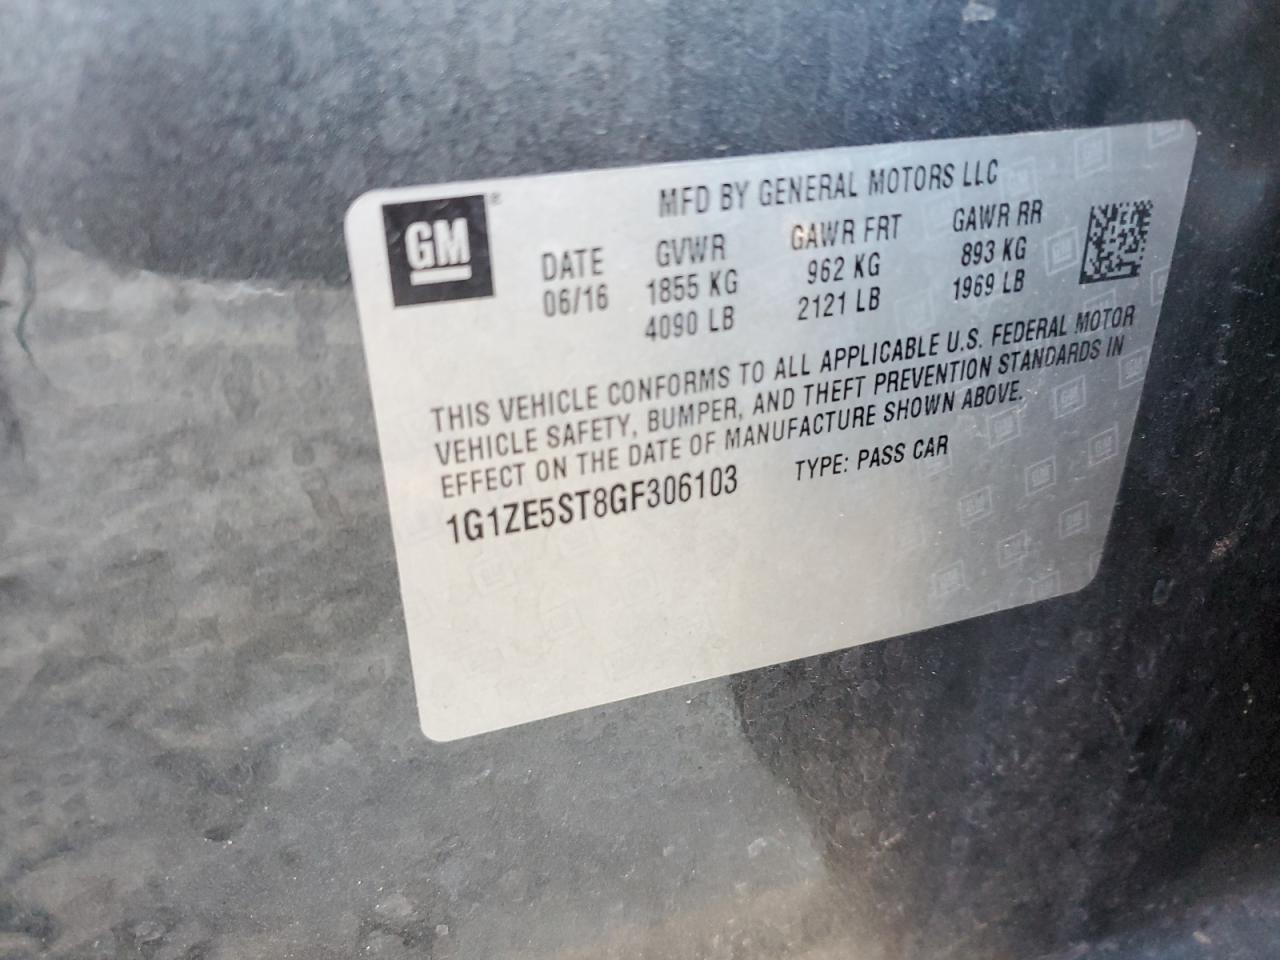 GM
MFD BY GENERAL MOTORS LLC
DATE GVWR GAWR FRT GAWR RR
06/16 1855 KG 962 KG 893 KG
4090 LB 2121 LB 1969 LB
THIS VEHICLE CONFORMS TO ALL APPLICABLE U.S. FEDERAL MOTOR
VEHICLE SAFETY, BUMPER, AND THEFT PREVENTION STANDARDS IN
EFFECT ON THE DATE OF MANUFACTURE SHOWN ABOVE.
1G1ZE5ST8GF306103 TYPE: PASS CAR